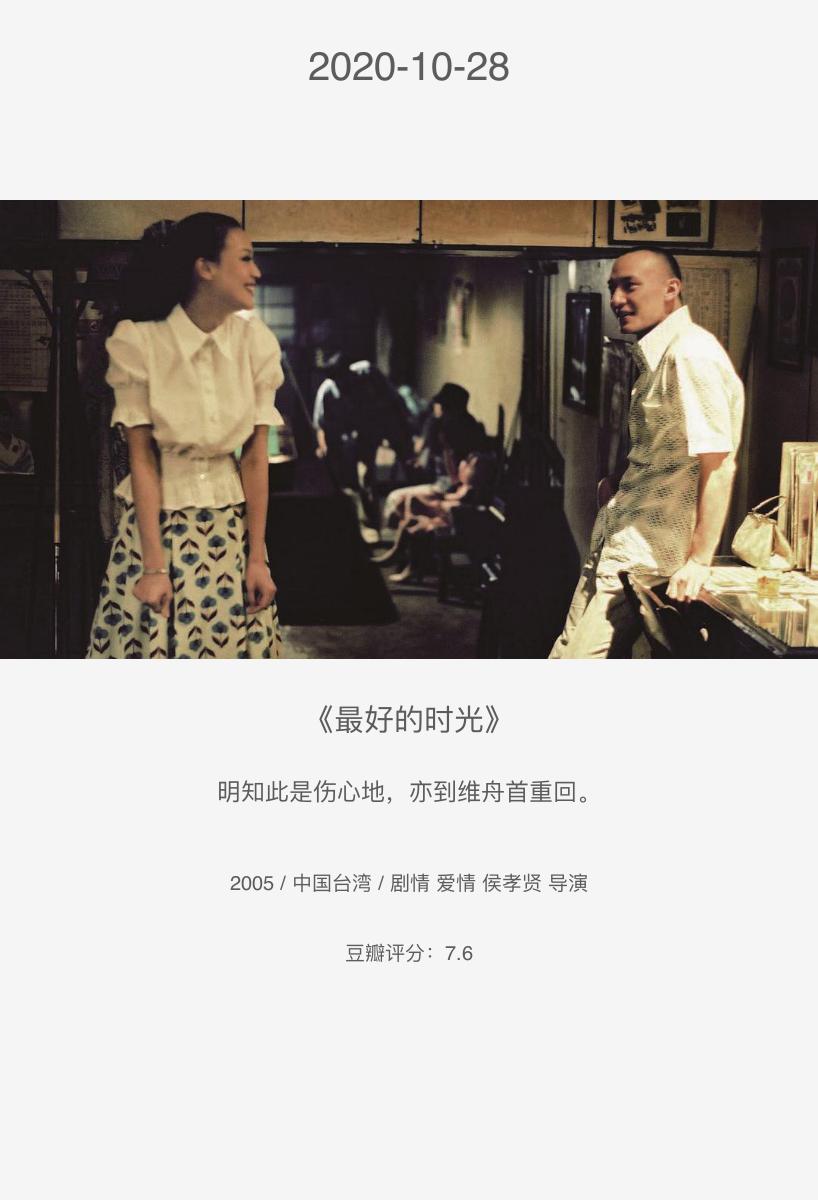 2020-10-28
《最好的时光》
明知此是伤心地，亦到维舟首重回。
2005 / 中国台湾 / 剧情 爱情 侯孝贤 导演
豆瓣评分：7.6